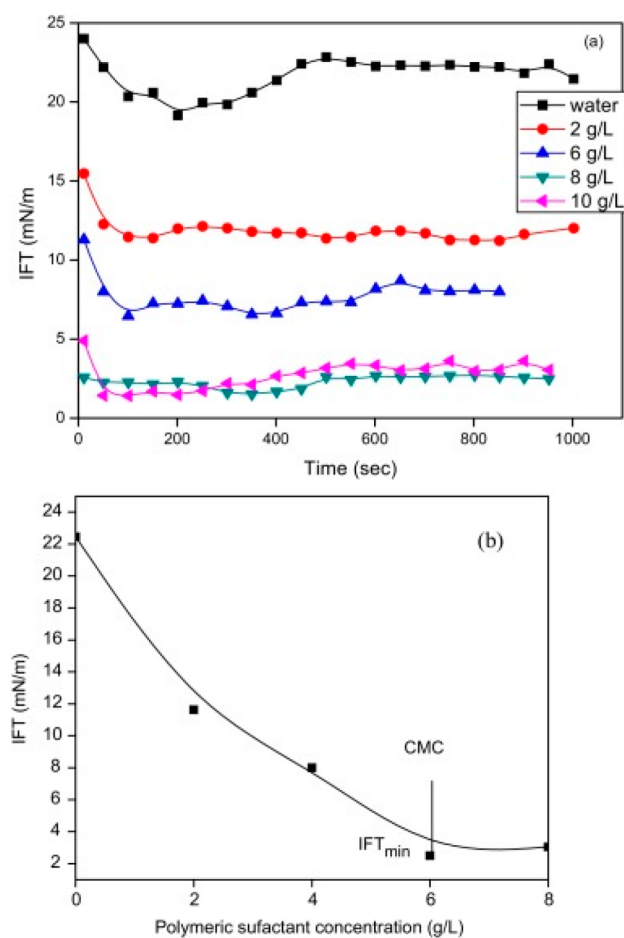 (a)
25
20
15
10
5
0
IFT (mN/m)
water
2 g/L
6 g/L
8 g/L
10 g/L
0 200 400 600 800 1000
Time (sec)
(b)
24
22
20
18
16
14
12
10
8
6
4
2
IFT (mN/m)
CMC
IFTmin
0 2 4 6 8
Polymeric sufactant concentration (g/L)